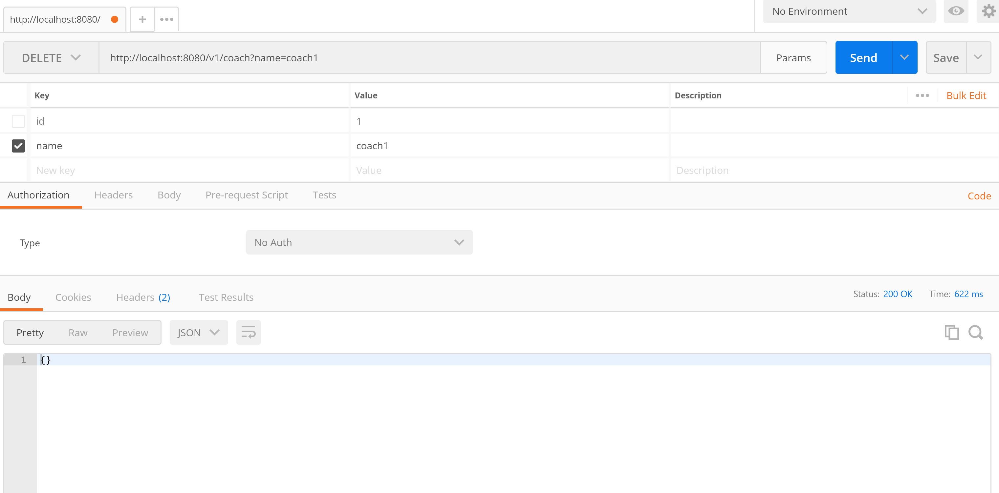 http://localhost:8080/
No Environment
DELETE
http://localhost:8080/v1/coach?name=coach1
Params
Send
Save
Key Value Description Bulk Edit
id 1
name coach1
New key Value Description
Authorization Headers Body Pre-request Script Tests Code
Type No Auth
Body Cookies Headers (2) Test Results Status: 200 OK Time: 622 ms
Pretty Raw Preview JSON
1 {}